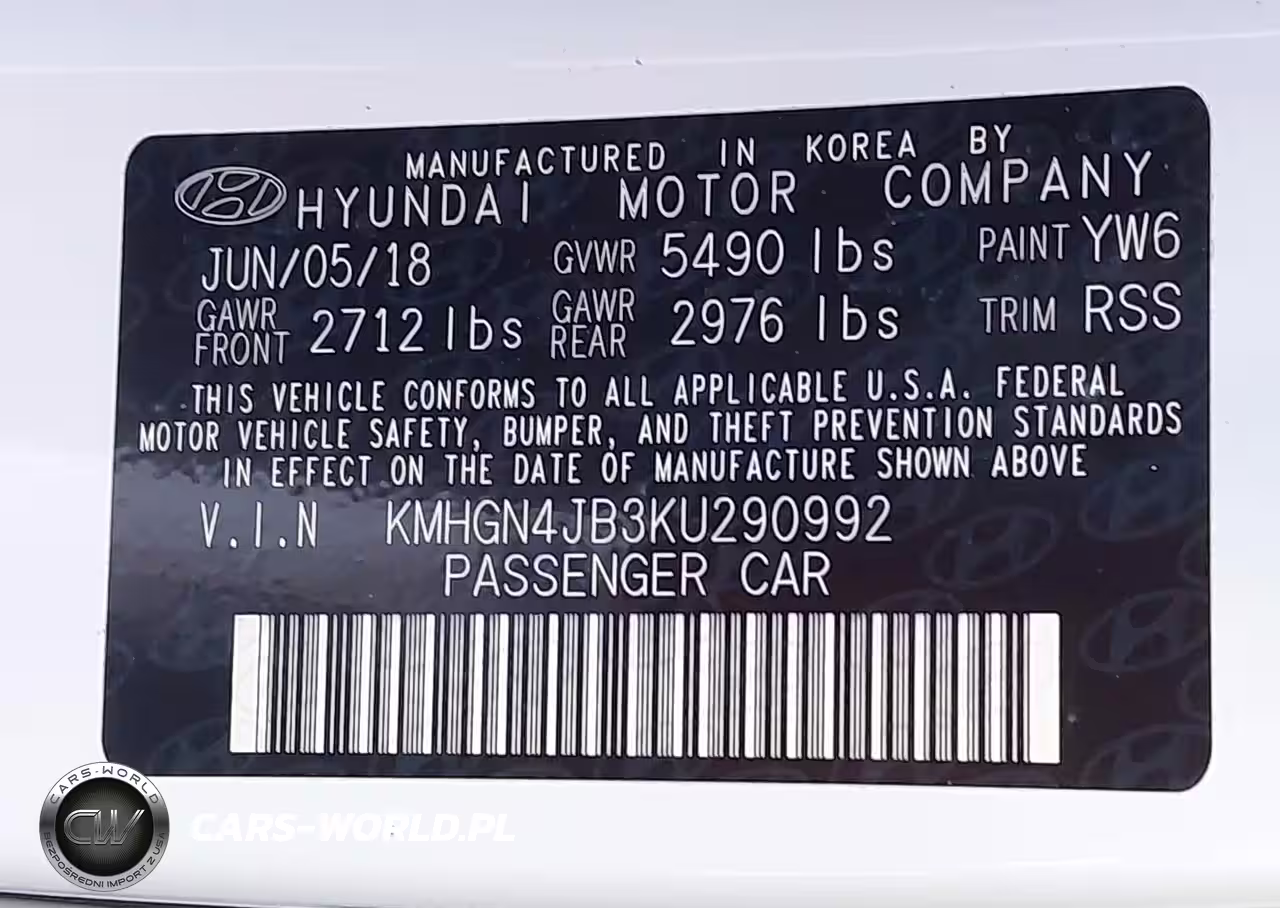 MANUFACTURED IN KOREA BY
HYUNDAI MOTOR COMPANY
JUN/05/18 GVWR 5490 lbs PAINT YW6
GAWR FRONT 2712 lbs GAWR REAR 2976 lbs TRIM RSS
THIS VEHICLE CONFORMS TO ALL APPLICABLE U.S.A. FEDERAL
MOTOR VEHICLE SAFETY, BUMPER, AND THEFT PREVENTION STANDARDS
IN EFFECT ON THE DATE OF MANUFACTURE SHOWN ABOVE
V.I.N KMHGN4JB3KU290992
PASSENGER CAR
CARS-WORLD
CW
BEZPOŚREDNI IMPORT Z USA
CARS-WORLD.PL